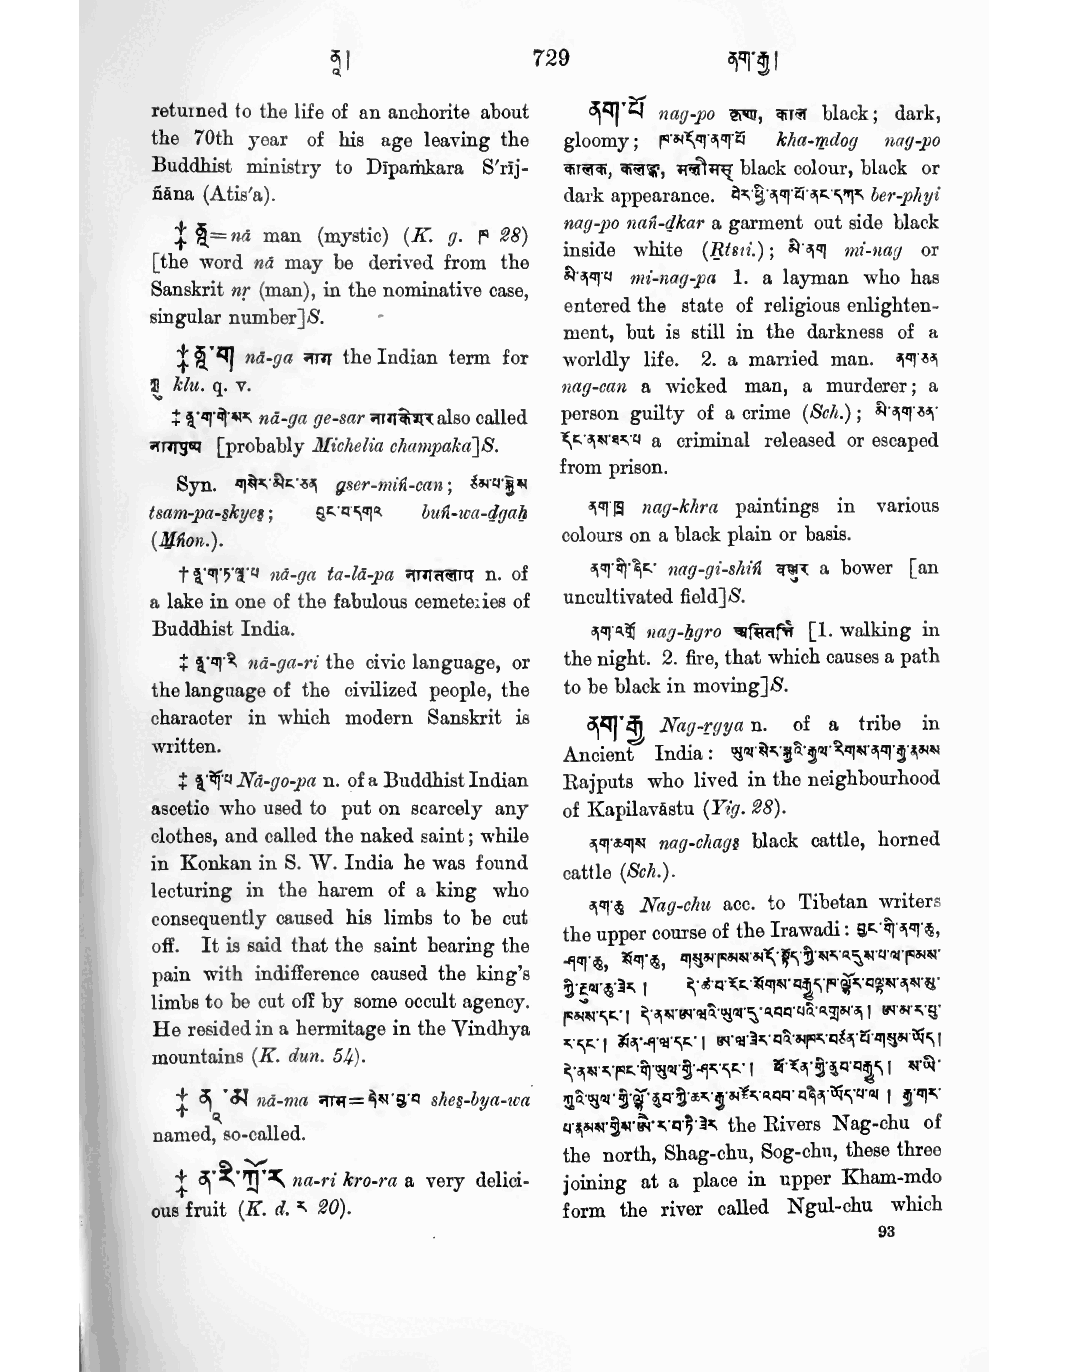 ནཱ།
729
ནག་རྒྱ།
returned to the life of an anchorite about
the 70th year of his age leaving the
Buddhist ministry to Dīpaṁkara S'rīj-
ñāna (Atis'a).
‡ = nā man (mystic) (K. g. ཁ 28)
[the word nā may be derived from the
Sanskrit nṛ (man), in the nominative case,
singular number]S.
‡ ནཱ་ག nā-ga नाग the Indian term for
ཀླུ klu. q. v.
‡ ནཱ་ག་གེ་སར nā-ga ge-sar नागकेशर also called
नागपुष्प [probably Michelia champaka]S.
Syn. གསེར་མིང་ཅན gser-miṅ-can; ཙམ་པ་སྐྱེས
tsam-pa-skyes; བུང་བ་དགའ buṅ-wa-dgaḥ
(Mṅon.).
† ནཱ་ག་ཏ་ལཱ་པ nā-ga ta-lā-pa नागतलाप n. of
a lake in one of the fabulous cemeteries of
Buddhist India.
‡ ནཱ་ག་རི nā-ga-ri the civic language, or
the language of the civilized people, the
character in which modern Sanskrit is
written.
‡ ནཱ་གོ་པ Nā-go-pa n. of a Buddhist Indian
ascetic who used to put on scarcely any
clothes, and called the naked saint; while
in Konkan in S. W. India he was found
lecturing in the harem of a king who
consequently caused his limbs to be cut
off. It is said that the saint bearing the
pain with indifference caused the king's
limbs to be cut off by some occult agency.
He resided in a hermitage in the Vindhya
mountains (K. dun. 54).
‡ ནཱ་མ nā-ma नाम = ཞེས་བྱ་བ shes-bya-wa
named, so-called.
‡ ན་རི་ཀྲོ་ར na-ri kro-ra a very delici-
ous fruit (K. d. ར 20).
ནག་པོ nag-po कृष्ण, काल black; dark,
gloomy; ཁ་མདོག་ནག་པོ kha-mdog nag-po
कालक, कलङ्क, मलीमस् black colour, black or
dark appearance. བེར་ཕྱི་ནག་པོ་ནང་དཀར ber-phyi
nag-po naṅ-dkar a garment out side black
inside white (Rtsii.); མི་ནག mi-nag or
མི་ནག་པ mi-nag-pa 1. a layman who has
entered the state of religious enlighten-
ment, but is still in the darkness of a
worldly life. 2. a married man. ནག་ཅན
nag-can a wicked man, a murderer; a
person guilty of a crime (Sch.); མི་ནག་ཅན་
དོང་ནས་ཐར་པ a criminal released or escaped
from prison.
ནག་ཁྲ nag-khra paintings in various
colours on a black plain or basis.
ནག་གི་ཤིང་ nag-gi-shiṅ a bower [an
uncultivated field]S.
ནག་འགྲོ nag-ḥgro [1. walking in
the night. 2. fire, that which causes a path
to be black in moving]S.
ནག་རྒྱ Nag-rgya n. of a tribe in
Ancient India: ཡུལ་སེར་སྐྱའི་རྒྱལ་རིགས་ནག་རྒྱ་རྣམས
Rajputs who lived in the neighbourhood
of Kapilavāstu (Yig. 28).
ནག་ཆགས nag-chags black cattle, horned
cattle (Sch.).
ནག་ཆུ Nag-chu acc. to Tibetan writers
the upper course of the Irawadi: བྱང་གི་ནག་ཆུ,
ཤག་ཆུ, སོག་ཆུ, གསུམ་ཁམས་མདོ་སྟོད་ཀྱི་སར་འདུས་པ་ལ་ཁམས་
ཀྱི་རྔུལ་ཆུ་ཟེར།
ཁམས་དང་།
ར་དང་།
དེ་ནས་ར་ཁང་གི་ཡུལ་གྱི་ཤར་དང་།
རྒྱ་གར་
the Rivers Nag-chu of
the north, Shag-chu, Sog-chu, these three
joining at a place in upper Kham-mdo
form the river called Ngul-chu which
93